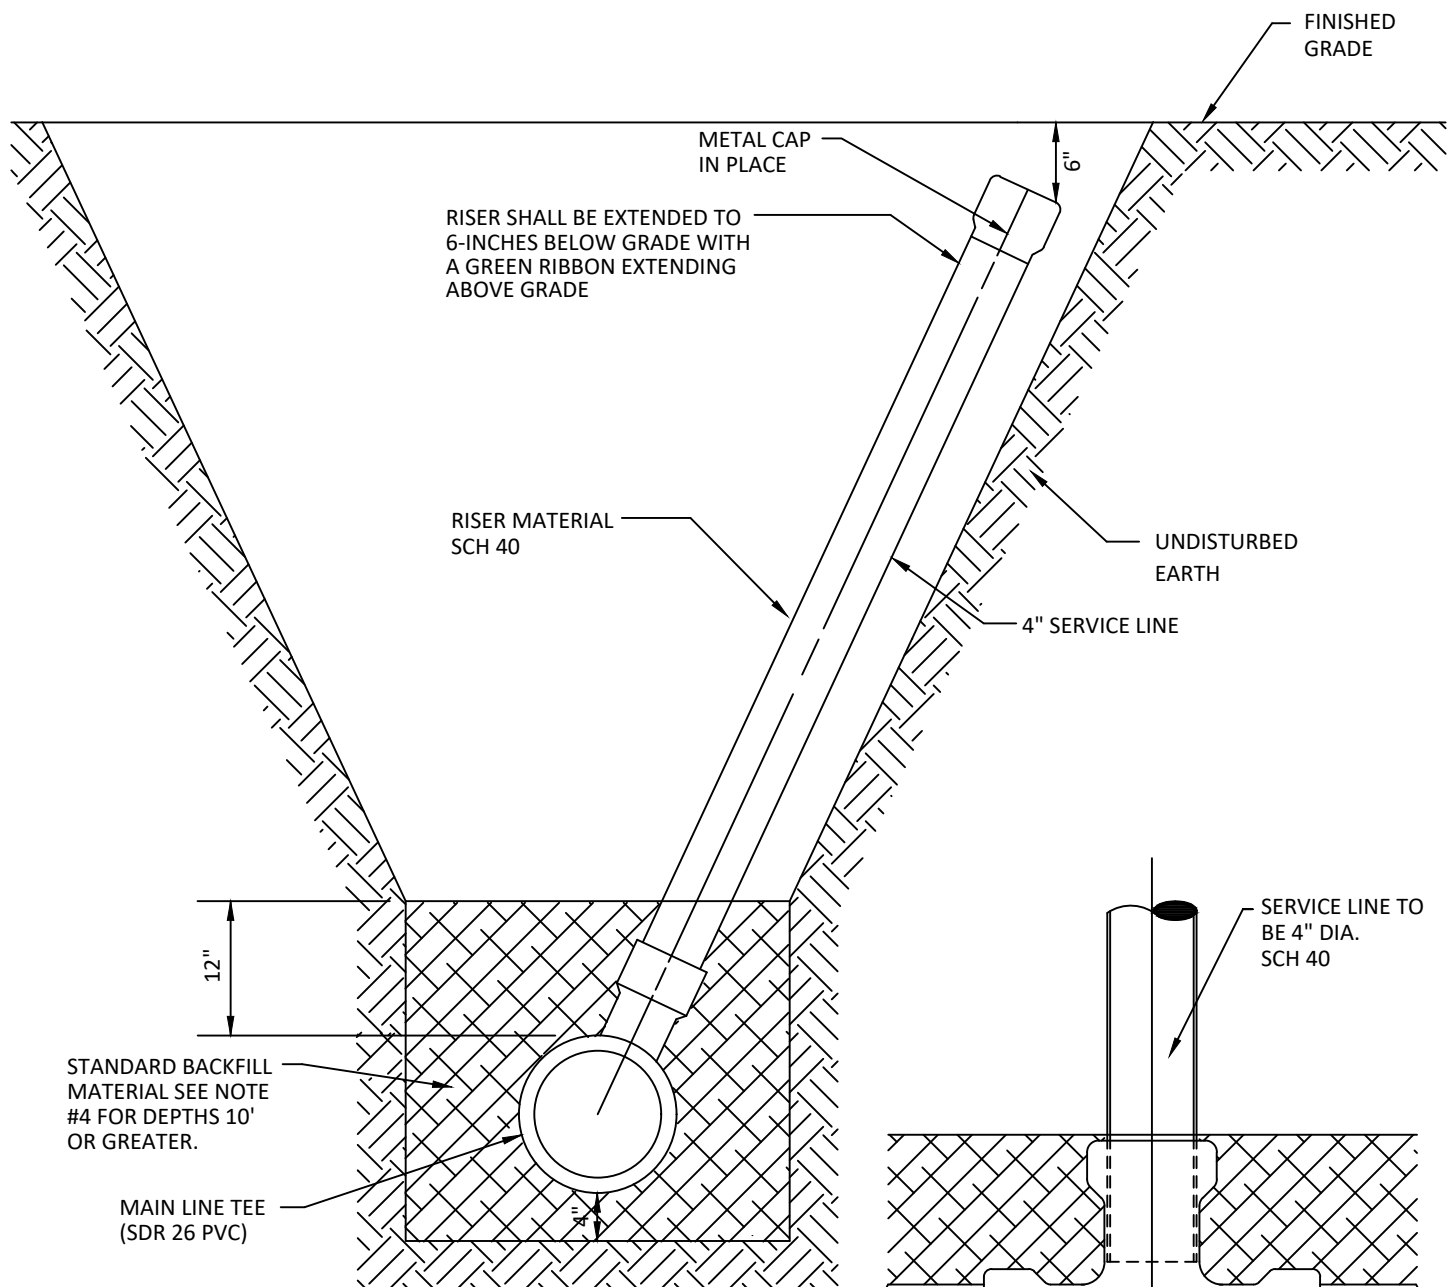 FINISHED
GRADE
METAL CAP
IN PLACE
6"
RISER SHALL BE EXTENDED TO
6-INCHES BELOW GRADE WITH
A GREEN RIBBON EXTENDING
ABOVE GRADE
RISER MATERIAL
SCH 40
UNDISTURBED
EARTH
4" SERVICE LINE
12"
SERVICE LINE TO
BE 4" DIA.
SCH 40
STANDARD BACKFILL
MATERIAL SEE NOTE
#4 FOR DEPTHS 10'
OR GREATER.
MAIN LINE TEE
(SDR 26 PVC)
4"